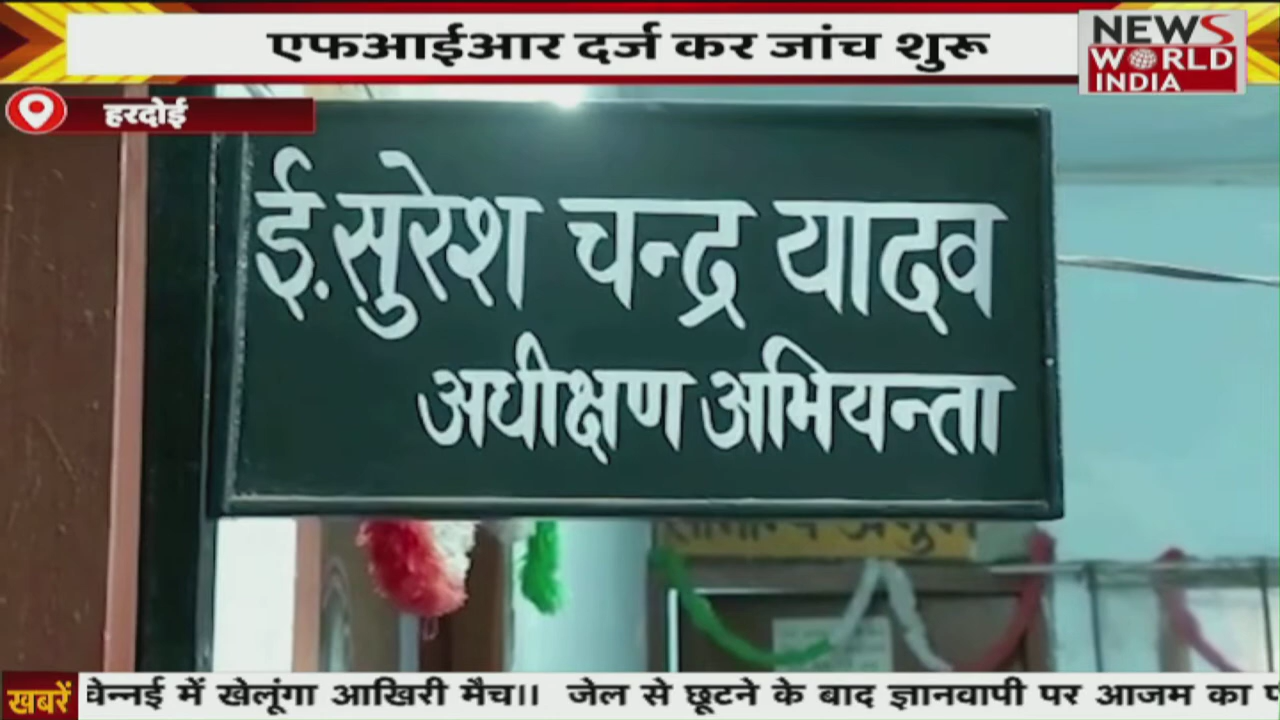 एफआईआर दर्ज कर जांच शुरू
NEWS
WORLD
INDIA
हरदोई
ई. सुरेश चन्द्र यादव
अधीक्षण अभियन्ता
खबरें
में खेलूंगा आखिरी मैच।। जेल से छूटने के बाद ज्ञानवापी पर आजम का